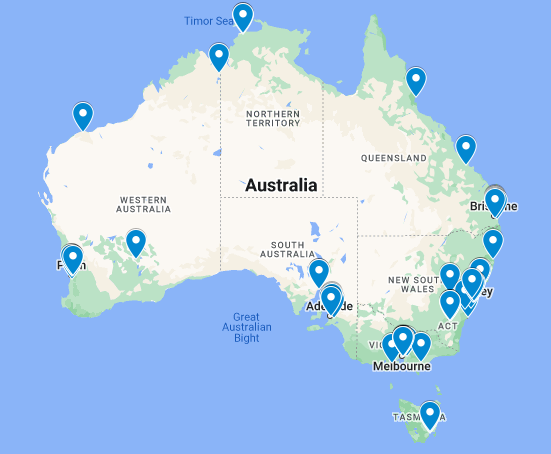 Timor Sea
NORTHERN
TERRITORY
QUEENSLAND
Australia
WESTERN
AUSTRALIA
SOUTH
AUSTRALIA
NEW SOUTH
WALES
Great
Australian
Bight
ACT
Melbourne